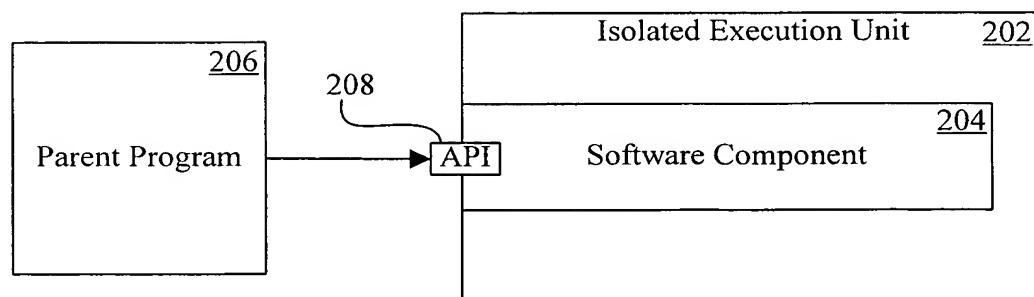 Isolated Execution Unit 202
206
208
204
Parent Program
API
Software Component